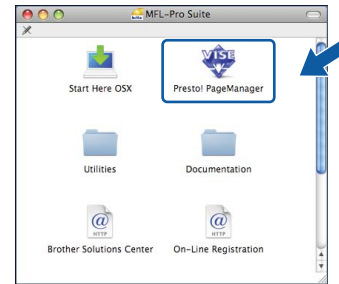 MFL-Pro Suite
Start Here OSX
VISE
Presto! PageManager
Utilities
Documentation
@
HTTP
@
HTTP
Brother Solutions Center
On-Line Registration